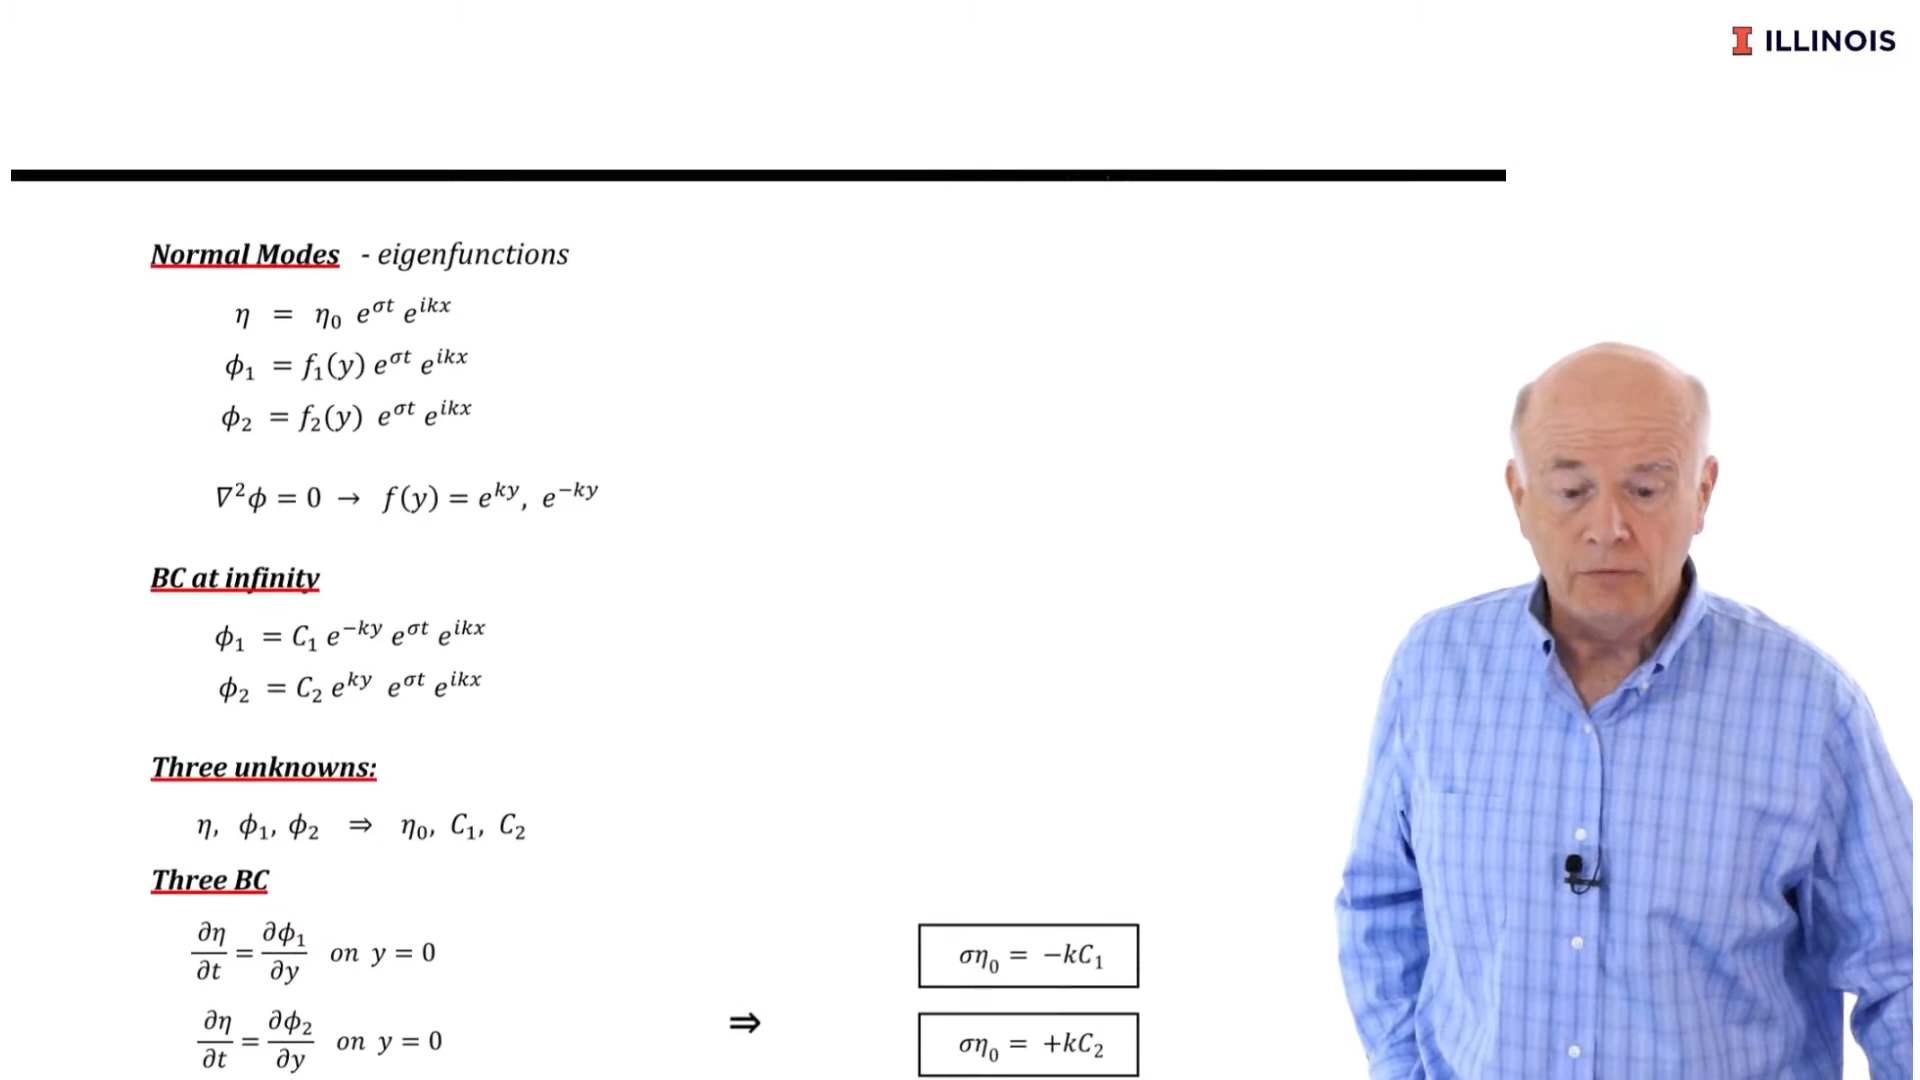 ILLINOIS
Normal Modes - eigenfunctions
η = η₀ e^{σt} e^{ikx}
ϕ₁ = f₁(y) e^{σt} e^{ikx}
ϕ₂ = f₂(y) e^{σt} e^{ikx}
∇²ϕ = 0 → f(y) = e^{ky}, e^{−ky}
BC at infinity
ϕ₁ = C₁ e^{−ky} e^{σt} e^{ikx}
ϕ₂ = C₂ e^{ky} e^{σt} e^{ikx}
Three unknowns:
η, ϕ₁, ϕ₂ ⇒ η₀, C₁, C₂
Three BC
∂η/∂t = ∂ϕ₁/∂y on y = 0 ση₀ = −kC₁
∂η/∂t = ∂ϕ₂/∂y on y = 0 ⇒ ση₀ = +kC₂